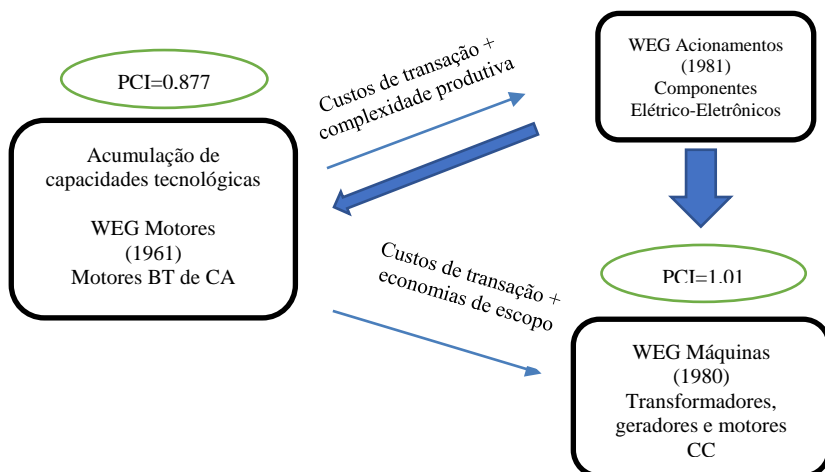 PCI=0.877
Acumulação de
capacidades tecnológicas
WEG Motores
(1961)
Motores BT de CA
Custos de transação +
complexidade produtiva
WEG Acionamentos
(1981)
Componentes
Elétrico-Eletrônicos
Custos de transação +
economias de escopo
PCI=1.01
WEG Máquinas
(1980)
Transformadores,
geradores e motores
CC